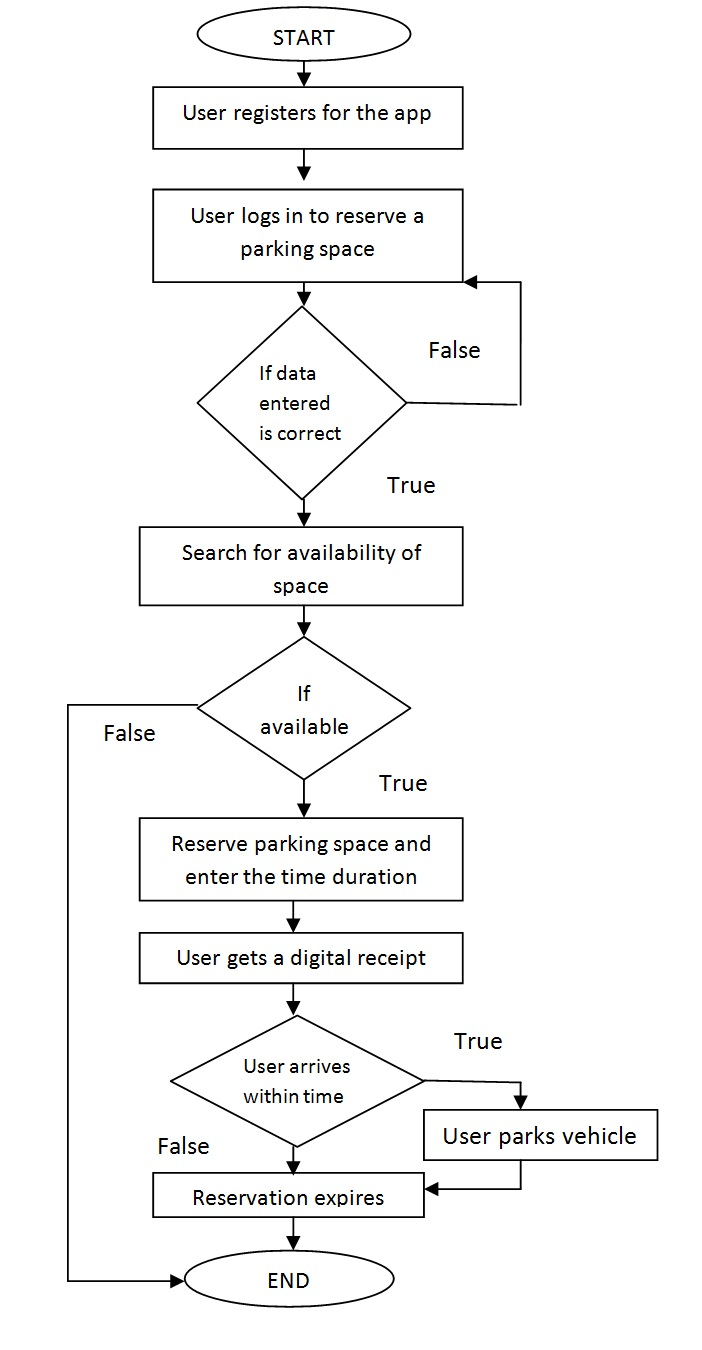 START
User registers for the app
User logs in to reserve a
parking space
False
If data
entered
is correct
True
Search for availability of
space
If
available
False
True
Reserve parking space and
enter the time duration
User gets a digital receipt
True
User arrives
within time
User parks vehicle
False
Reservation expires
END